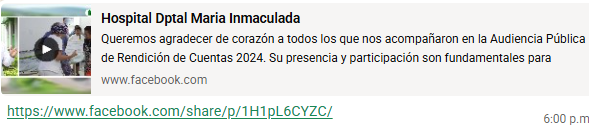 Hospital Dptal Maria Inmaculada
Queremos agradecer de corazón a todos los que nos acompañaron en la Audiencia Pública
de Rendición de Cuentas 2024. Su presencia y participación son fundamentales para
www.facebook.com
https://www.facebook.com/share/p/1H1pL6CYZC/
6:00 p.m